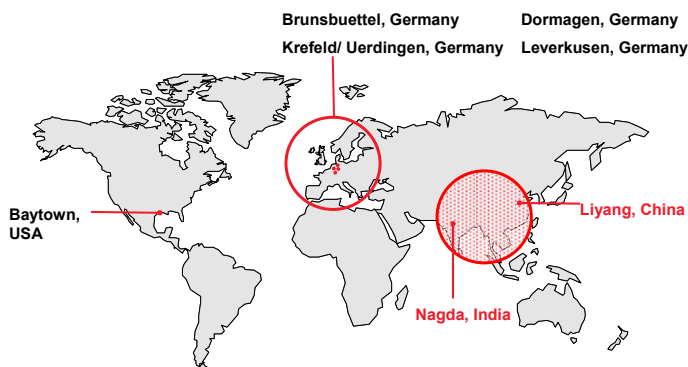 Brunsbuettel, Germany
Dormagen, Germany
Krefeld/ Uerdingen, Germany
Leverkusen, Germany
Baytown,
USA
Liyang, China
Nagda, India